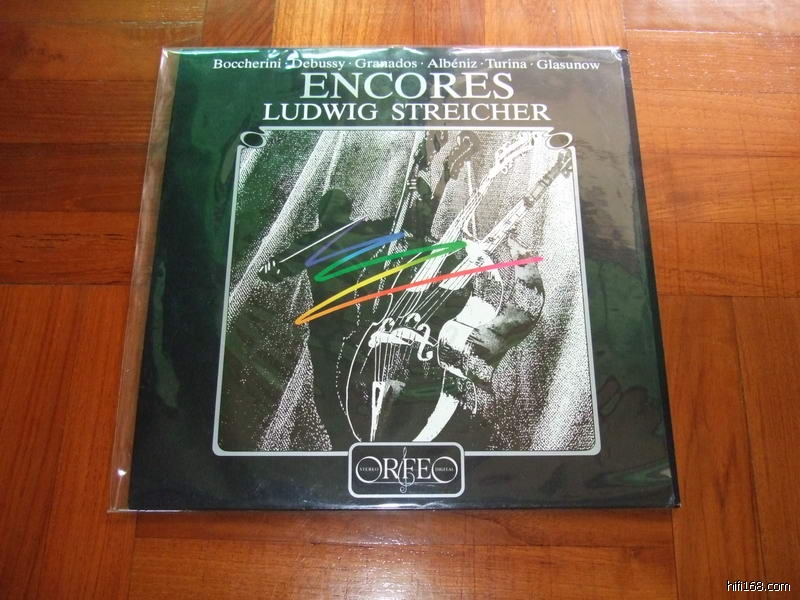 Boccherini · Debussy · Granados · Albéniz · Turina · Glasunow
ENCORES
LUDWIG STREICHER
STEREO ORFEO DIGITAL
hifi168.com